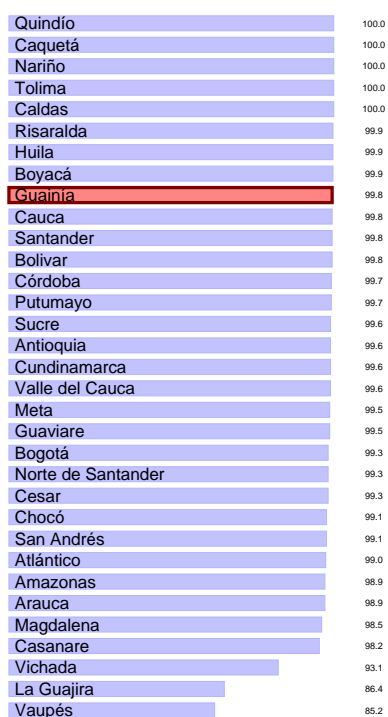 Quindío 100.0
Caquetá 100.0
Nariño 100.0
Tolima 100.0
Caldas 100.0
Risaralda 99.9
Huila 99.9
Boyacá 99.9
Guainía 99.8
Cauca 99.8
Santander 99.8
Bolivar 99.8
Córdoba 99.7
Putumayo 99.7
Sucre 99.6
Antioquia 99.6
Cundinamarca 99.6
Valle del Cauca 99.6
Meta 99.5
Guaviare 99.5
Bogotá 99.3
Norte de Santander 99.3
Cesar 99.3
Chocó 99.1
San Andrés 99.1
Atlántico 99.0
Amazonas 98.9
Arauca 98.9
Magdalena 98.5
Casanare 98.2
Vichada 93.1
La Guajira 86.4
Vaupés 85.2